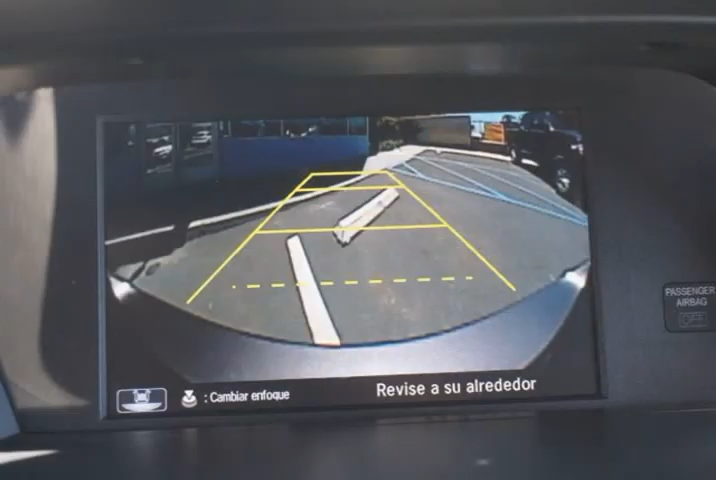 PASSENGER
AIRBAG
OFF
: Cambiar enfoque
Revise a su alrededor